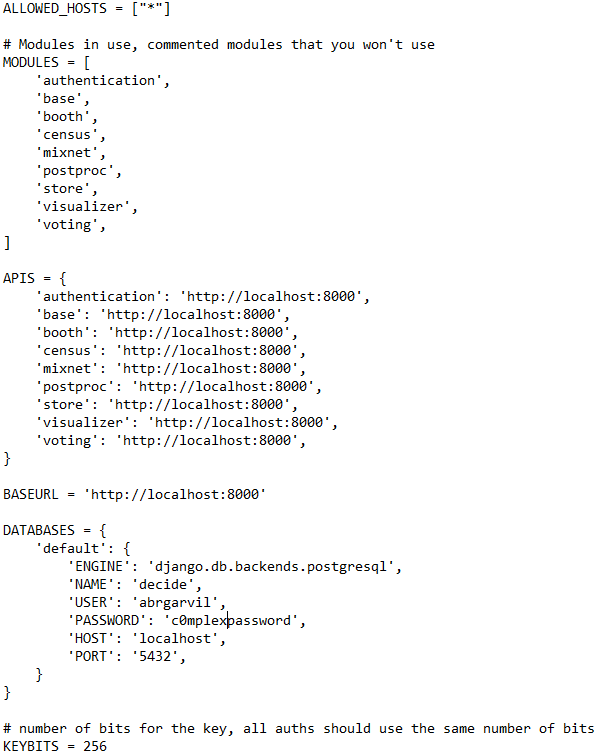 ALLOWED_HOSTS = ["*"]

# Modules in use, commented modules that you won't use
MODULES = [
    'authentication',
    'base',
    'booth',
    'census',
    'mixnet',
    'postproc',
    'store',
    'visualizer',
    'voting',
]

APIS = {
    'authentication': 'http://localhost:8000',
    'base': 'http://localhost:8000',
    'booth': 'http://localhost:8000',
    'census': 'http://localhost:8000',
    'mixnet': 'http://localhost:8000',
    'postproc': 'http://localhost:8000',
    'store': 'http://localhost:8000',
    'visualizer': 'http://localhost:8000',
    'voting': 'http://localhost:8000',
}

BASEURL = 'http://localhost:8000'

DATABASES = {
    'default': {
        'ENGINE': 'django.db.backends.postgresql',
        'NAME': 'decide',
        'USER': 'abrgarvil',
        'PASSWORD': 'c0mplexpassword',
        'HOST': 'localhost',
        'PORT': '5432',
    }
}

# number of bits for the key, all auths should use the same number of bits
KEYBITS = 256